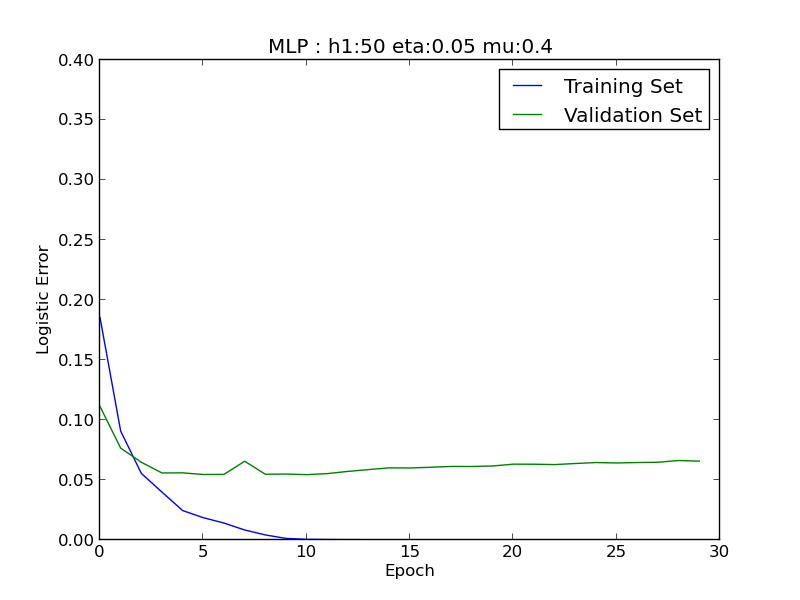 MLP : h1:50 eta:0.05 mu:0.4
Training Set
Validation Set
0.40
0.35
0.30
0.25
0.20
0.15
0.10
0.05
0.00
Logistic Error
0 5 10 15 20 25 30
Epoch